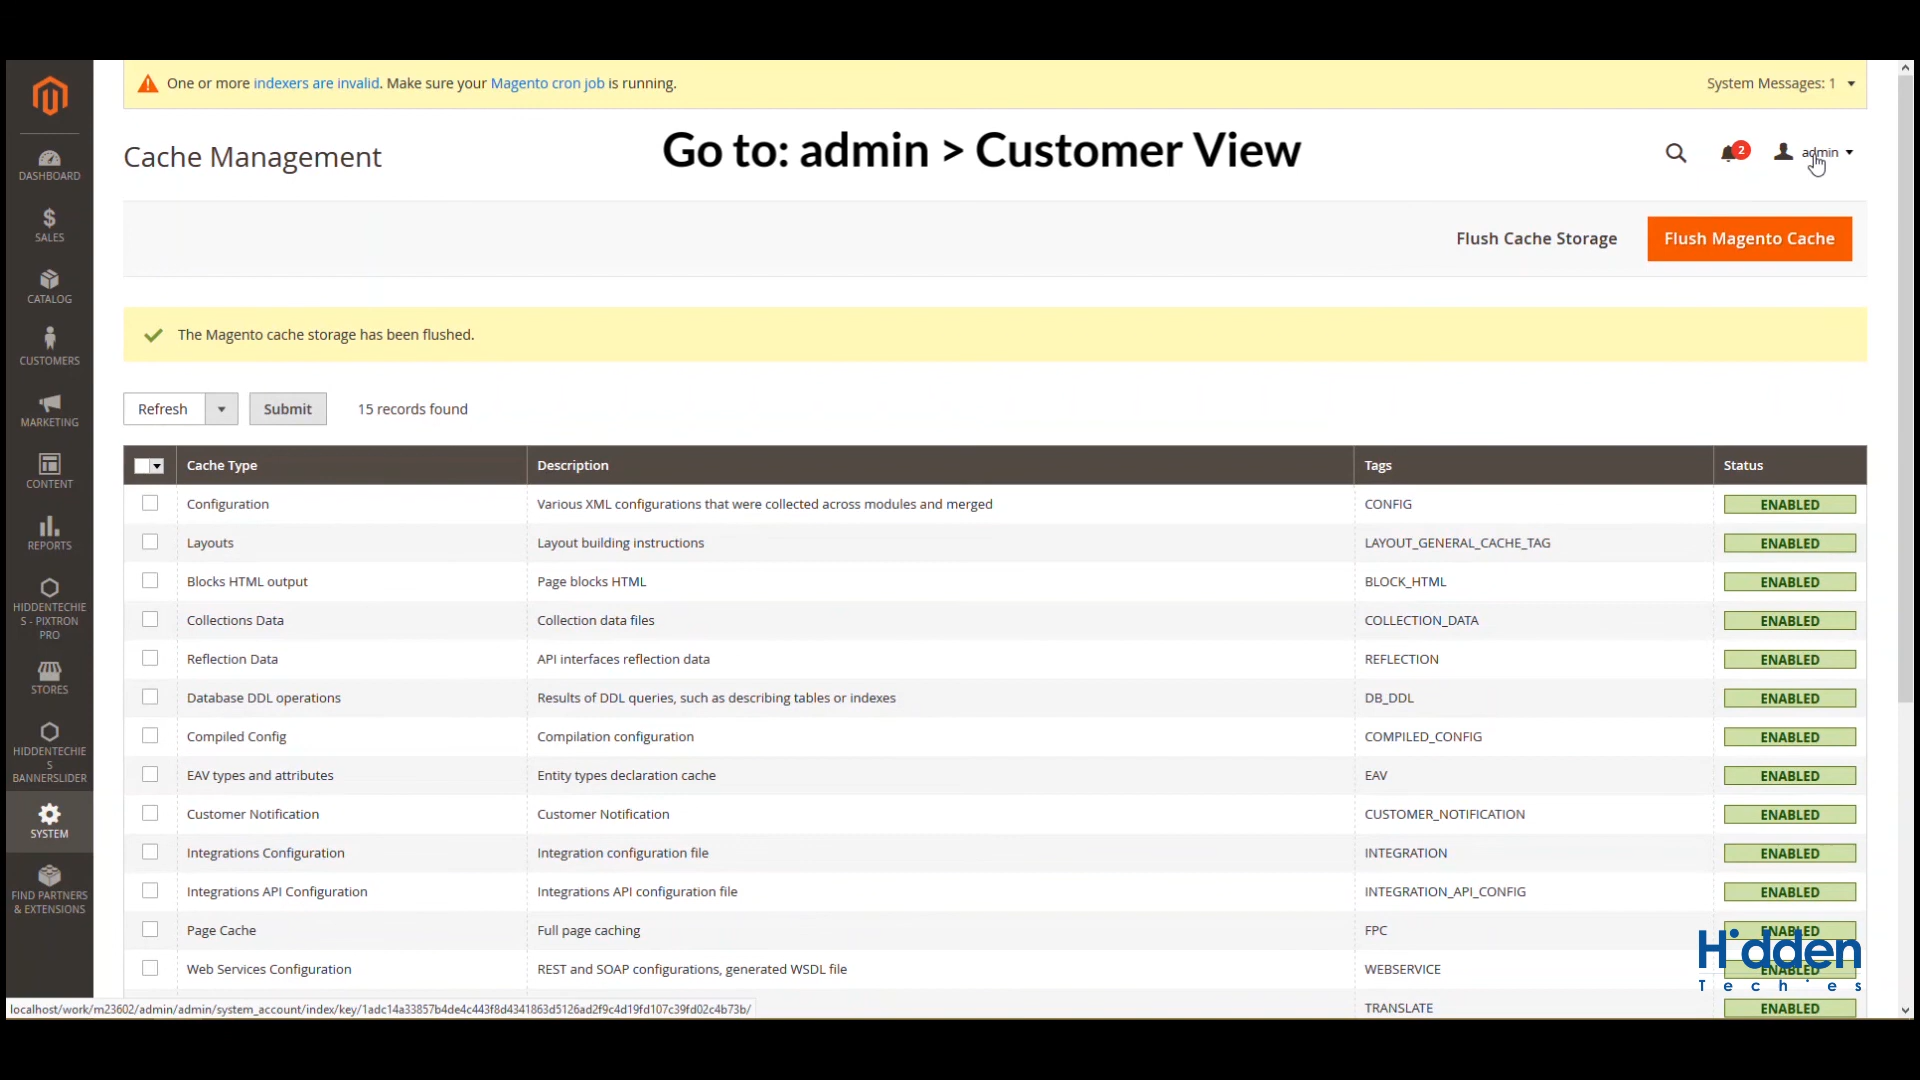 One or more indexers are invalid. Make sure your Magento cron job is running.
System Messages: 1
Cache Management
Go to: admin > Customer View
2
admin
Flush Cache Storage
Flush Magento Cache
The Magento cache storage has been flushed.
Refresh
Submit
15 records found
Cache Type Description Tags Status
Configuration Various XML configurations that were collected across modules and merged CONFIG ENABLED
Layouts Layout building instructions LAYOUT_GENERAL_CACHE_TAG ENABLED
Blocks HTML output Page blocks HTML BLOCK_HTML ENABLED
Collections Data Collection data files COLLECTION_DATA ENABLED
Reflection Data API interfaces reflection data REFLECTION ENABLED
Database DDL operations Results of DDL queries, such as describing tables or indexes DB_DDL ENABLED
Compiled Config Compilation configuration COMPILED_CONFIG ENABLED
EAV types and attributes Entity types declaration cache EAV ENABLED
Customer Notification Customer Notification CUSTOMER_NOTIFICATION ENABLED
Integrations Configuration Integration configuration file INTEGRATION ENABLED
Integrations API Configuration Integrations API configuration file INTEGRATION_API_CONFIG ENABLED
Page Cache Full page caching FPC ENABLED
Web Services Configuration REST and SOAP configurations, generated WSDL file WEBSERVICE ENABLED
TRANSLATE ENABLED
DASHBOARD
SALES
CATALOG
CUSTOMERS
MARKETING
CONTENT
REPORTS
HIDDENTECHIE
S - PIXTRON
PRO
STORES
HIDDENTECHIE
S
BANNERSLIDER
SYSTEM
FIND PARTNERS
& EXTENSIONS
localhost/work/m23602/admin/admin/system_account/index/key/1adc14a33857b4de4c443f8d4341863d5126ad2f9c4d19fd107c39fd02c4b73b/
Hidden
Techies